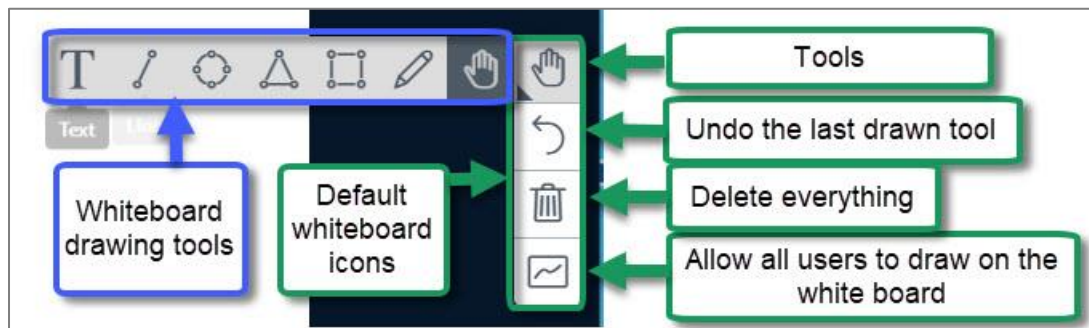 T
Tools
Text
Undo the last drawn tool
Whiteboard
drawing tools
Default
whiteboard
icons
Delete everything
Allow all users to draw on the
white board